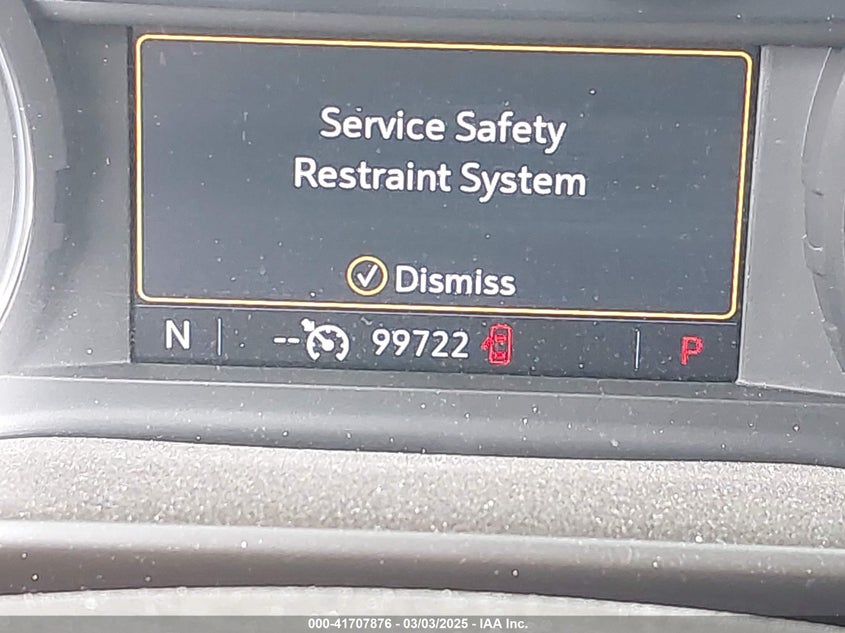 Service Safety
Restraint System
Dismiss
N
--
99722
P
000-41707876 - 03/03/2025 - IAA Inc.